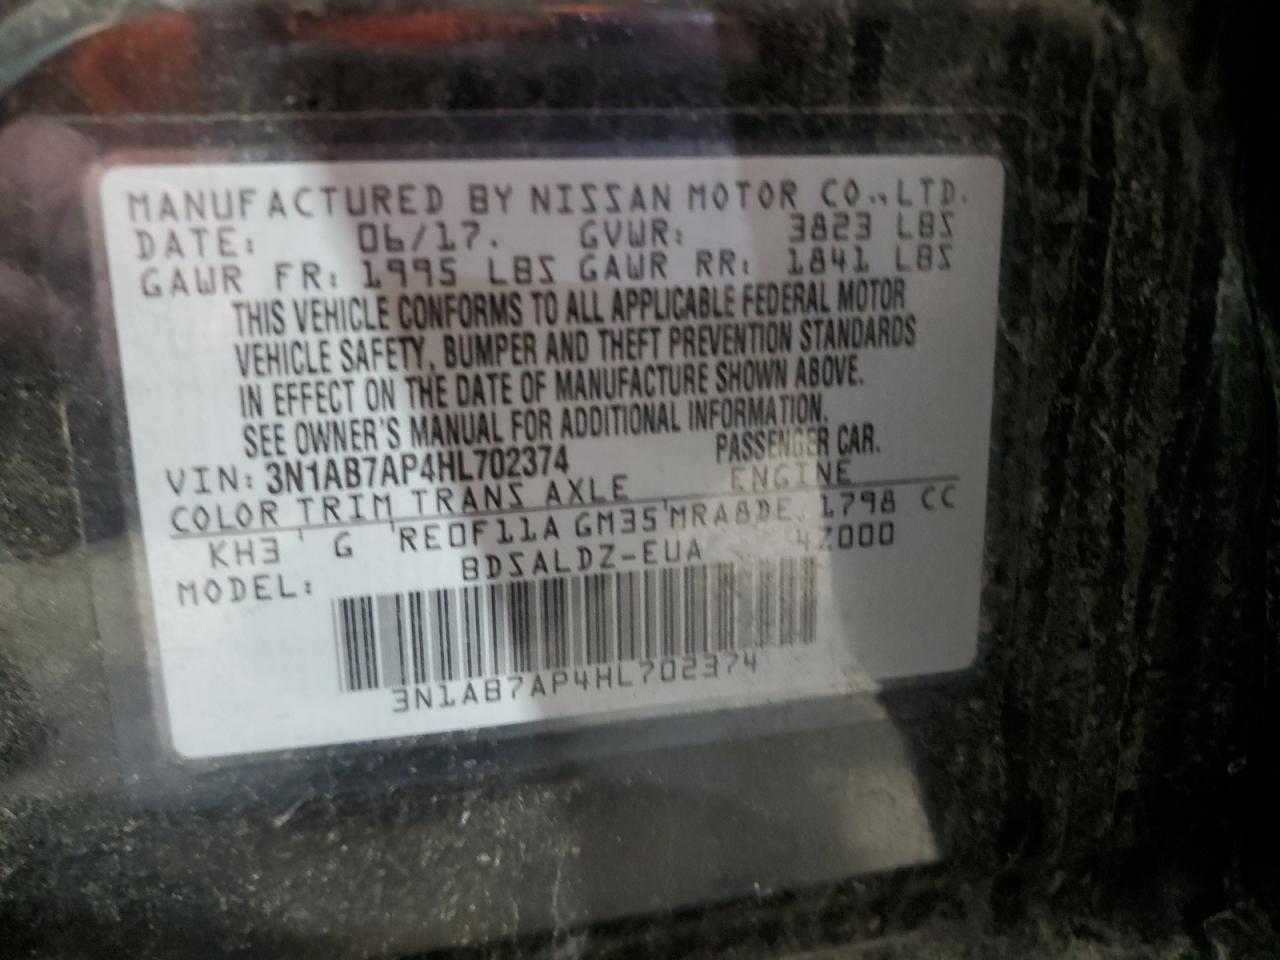 MANUFACTURED BY NISSAN MOTOR CO., LTD.
DATE: 06/17. GVWR: 3823 LBS
GAWR FR: 1995 LBS GAWR RR: 1841 LBS
THIS VEHICLE CONFORMS TO ALL APPLICABLE FEDERAL MOTOR
VEHICLE SAFETY, BUMPER AND THEFT PREVENTION STANDARDS
IN EFFECT ON THE DATE OF MANUFACTURE SHOWN ABOVE.
SEE OWNER'S MANUAL FOR ADDITIONAL INFORMATION.
VIN: 3N1AB7AP4HL702374 PASSENGER CAR.
COLOR TRIM TRANS AXLE ENGINE
KH3 G RE0F11A GM35 MRA8DE 1798 CC
MODEL: BDSALDZ-EUA 4Z000
3N1AB7AP4HL702374